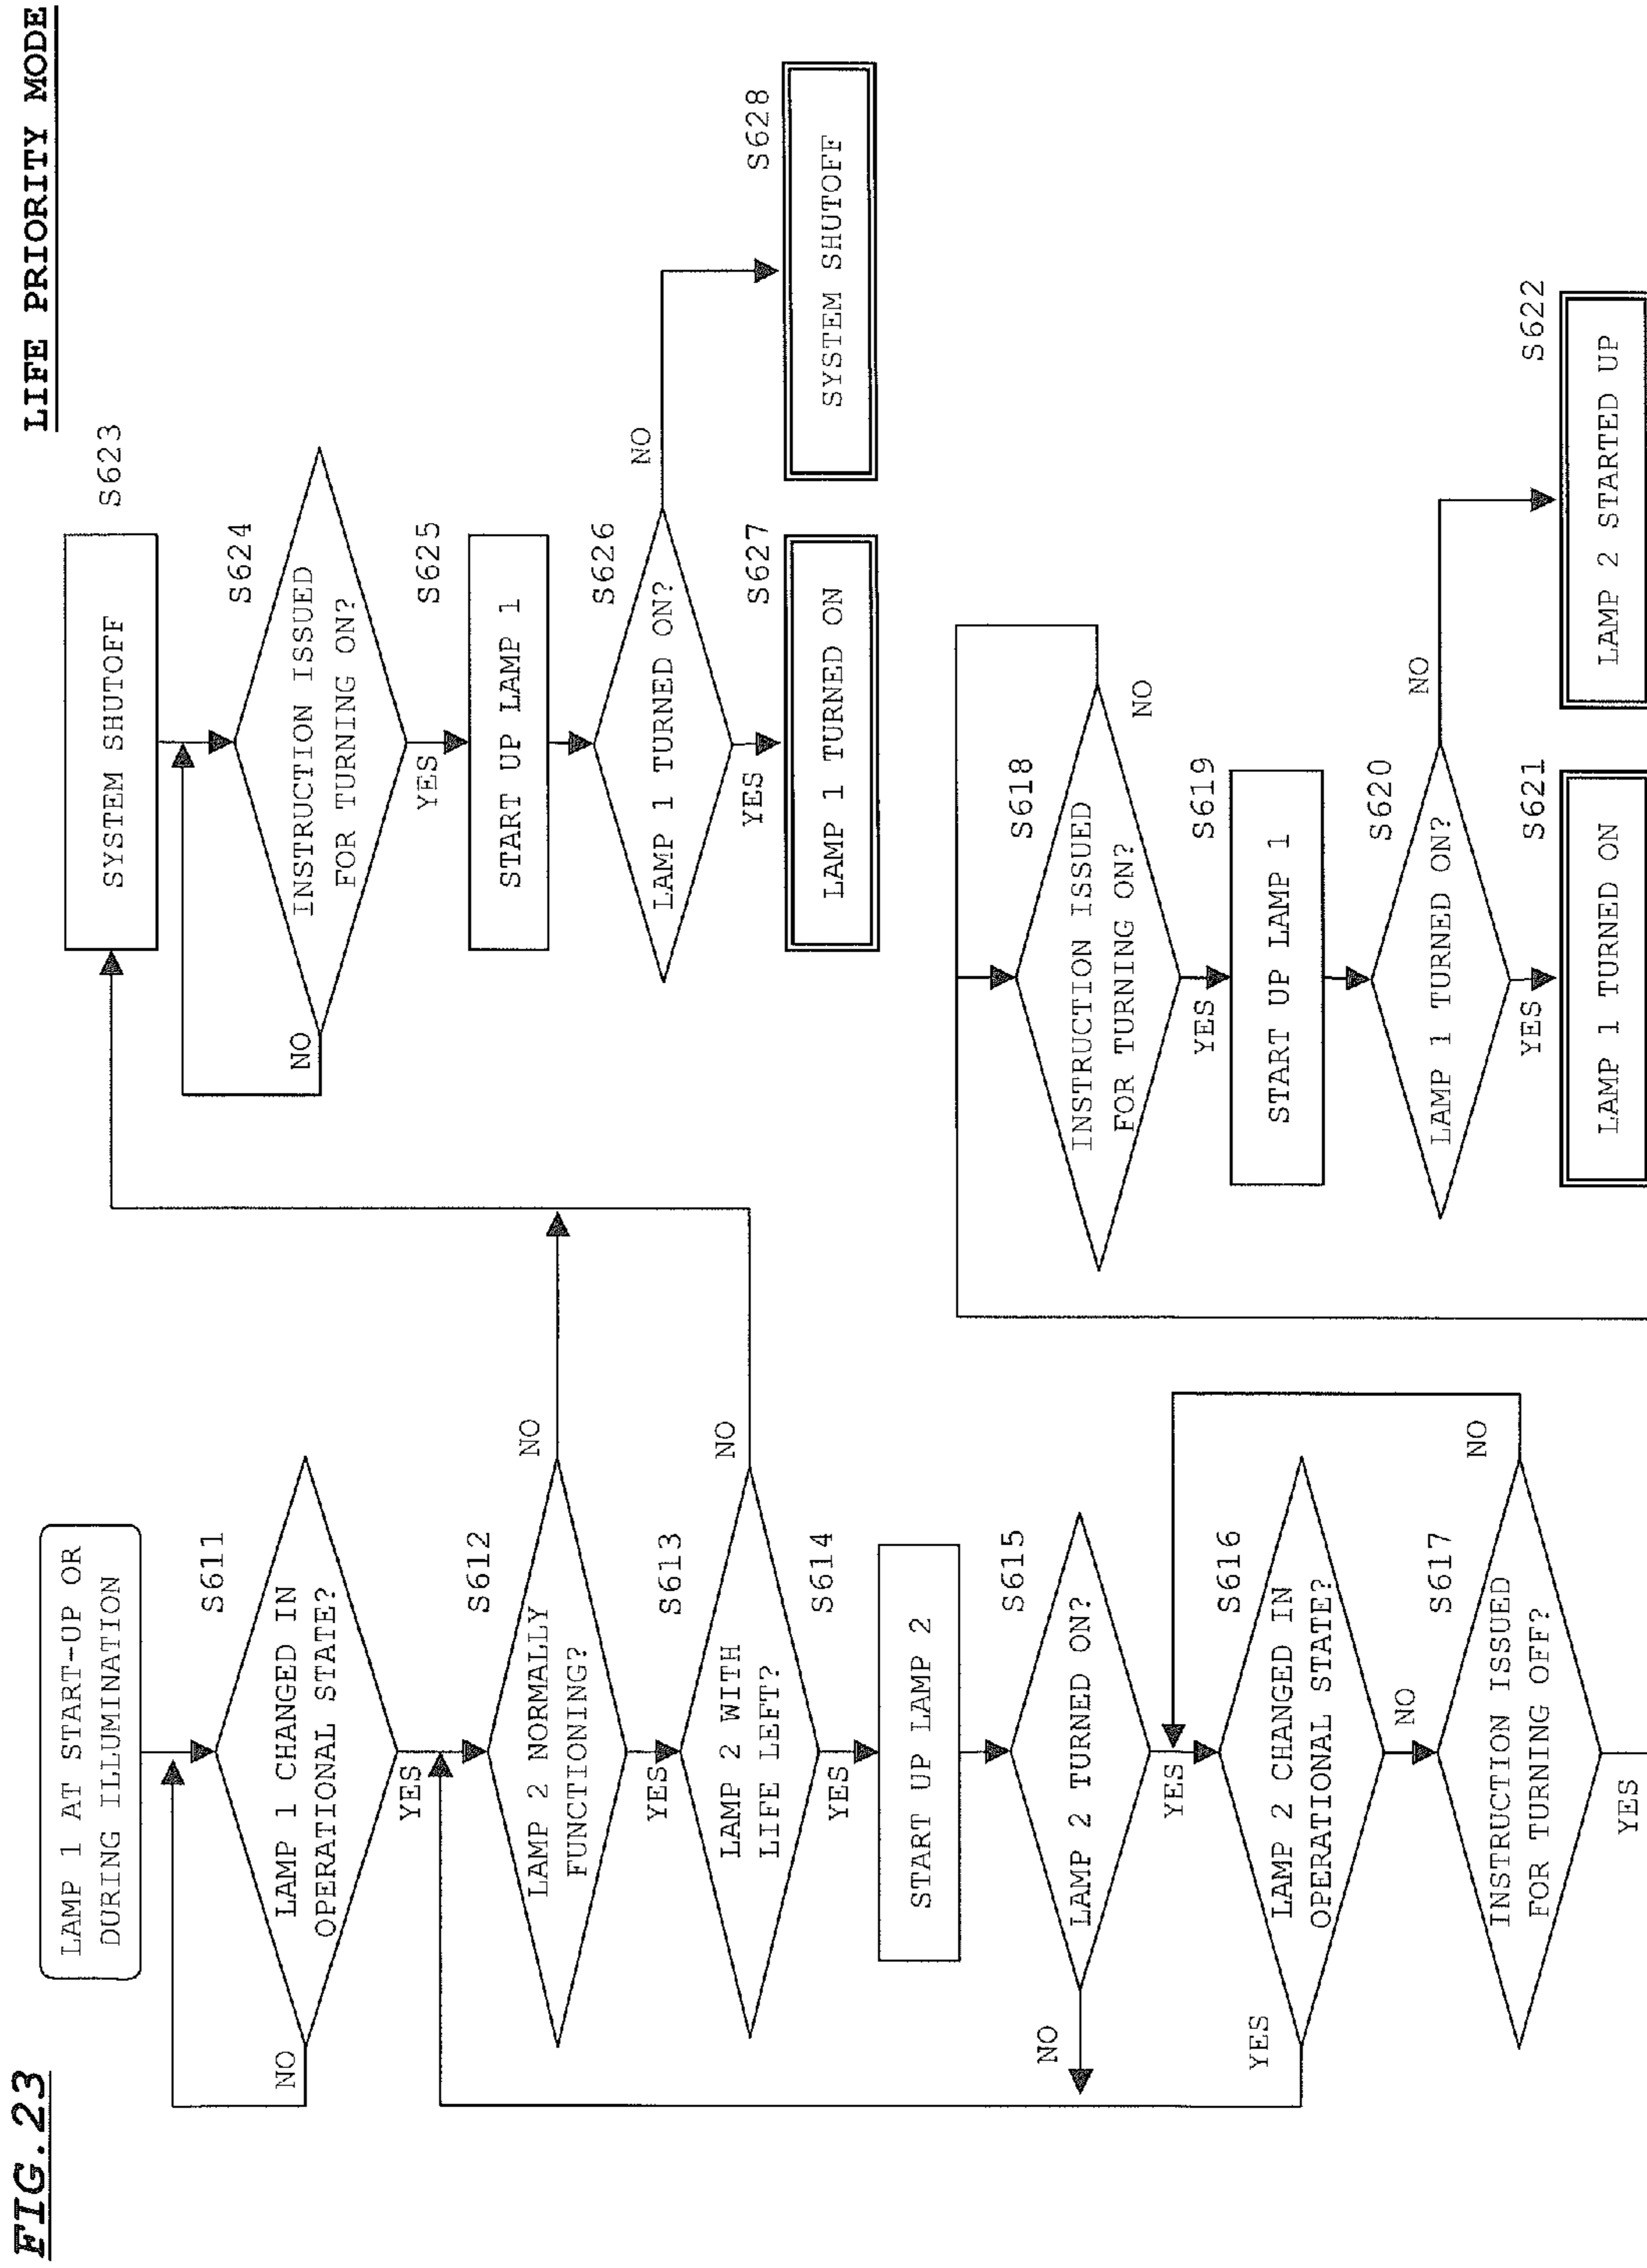 FIG.23
LIFE PRIORITY MODE
LAMP 1 AT START-UP OR
DURING ILLUMINATION
S611
LAMP 1 CHANGED IN
OPERATIONAL STATE?
NO
YES
S612
LAMP 2 NORMALLY
FUNCTIONING?
NO
YES
S613
LAMP 2 WITH
LIFE LEFT?
NO
YES
S614
START UP LAMP 2
S615
LAMP 2 TURNED ON?
NO
YES
S616
LAMP 2 CHANGED IN
OPERATIONAL STATE?
YES
NO
S617
INSTRUCTION ISSUED
FOR TURNING OFF?
NO
YES
S623
SYSTEM SHUTOFF
S624
INSTRUCTION ISSUED
FOR TURNING ON?
NO
YES
S625
START UP LAMP 1
S626
LAMP 1 TURNED ON?
NO
YES
S627
LAMP 1 TURNED ON
S628
SYSTEM SHUTOFF
S618
INSTRUCTION ISSUED
FOR TURNING ON?
NO
YES
S619
START UP LAMP 1
S620
LAMP 1 TURNED ON?
NO
YES
S621
LAMP 1 TURNED ON
S622
LAMP 2 STARTED UP